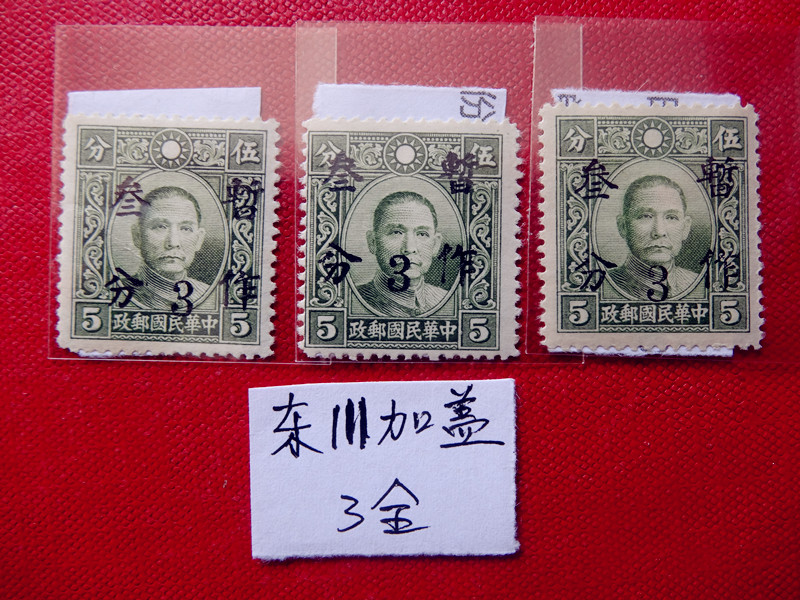 分 伍
叁 暫
分 3 作
5 政郵國民華中 5
份
分 伍
叁 暫
分 3 作
5 政郵國民華中 5
分 伍
叁 暫
分 3 作
5 政郵國民華中 5
东川加盖
3全